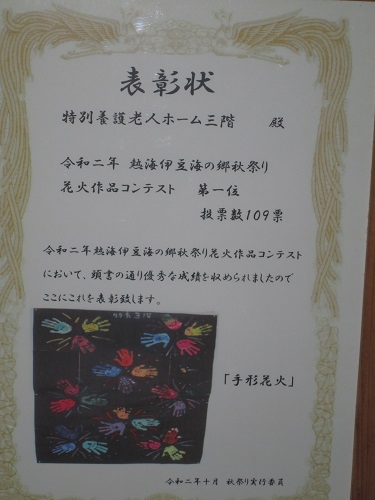 表彰状
特別養護老人ホーム三階　殿
令和二年 熱海伊豆海の郷秋祭り
花火作品コンテスト　第一位
投票数109票
令和二年熱海伊豆海の郷秋祭り花火作品コンテスト
において、頭書の通り優秀な成績を収められましたので
ここにこれを表彰致します。
特養三階
「手形花火」
令和二年十月　秋祭り実行委員